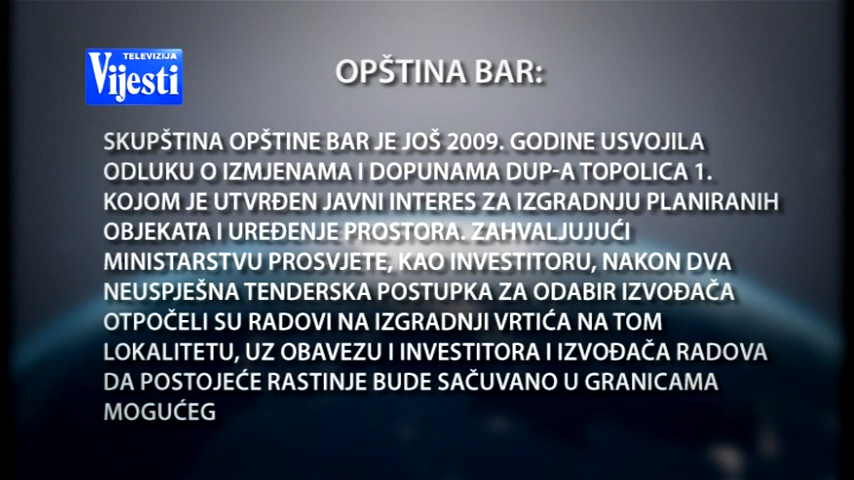 TELEVIZIJA
Vijesti
OPŠTINA BAR:
SKUPŠTINA OPŠTINE BAR JE JOŠ 2009. GODINE USVOJILA
ODLUKU O IZMJENAMA I DOPUNAMA DUP-A TOPOLICA 1.
KOJOM JE UTVRĐEN JAVNI INTERES ZA IZGRADNJU PLANIRANIH
OBJEKATA I UREĐENJE PROSTORA. ZAHVALJUJUĆI
MINISTARSTVU PROSVJETE, KAO INVESTITORU, NAKON DVA
NEUSPJEŠNA TENDERSKA POSTUPKA ZA ODABIR IZVOĐAČA
OTPOČELI SU RADOVI NA IZGRADNJI VRTIĆA NA TOM
LOKALITETU, UZ OBAVEZU I INVESTITORA I IZVOĐAČA RADOVA
DA POSTOJEĆE RASTINJE BUDE SAČUVANO U GRANICAMA
MOGUĆEG